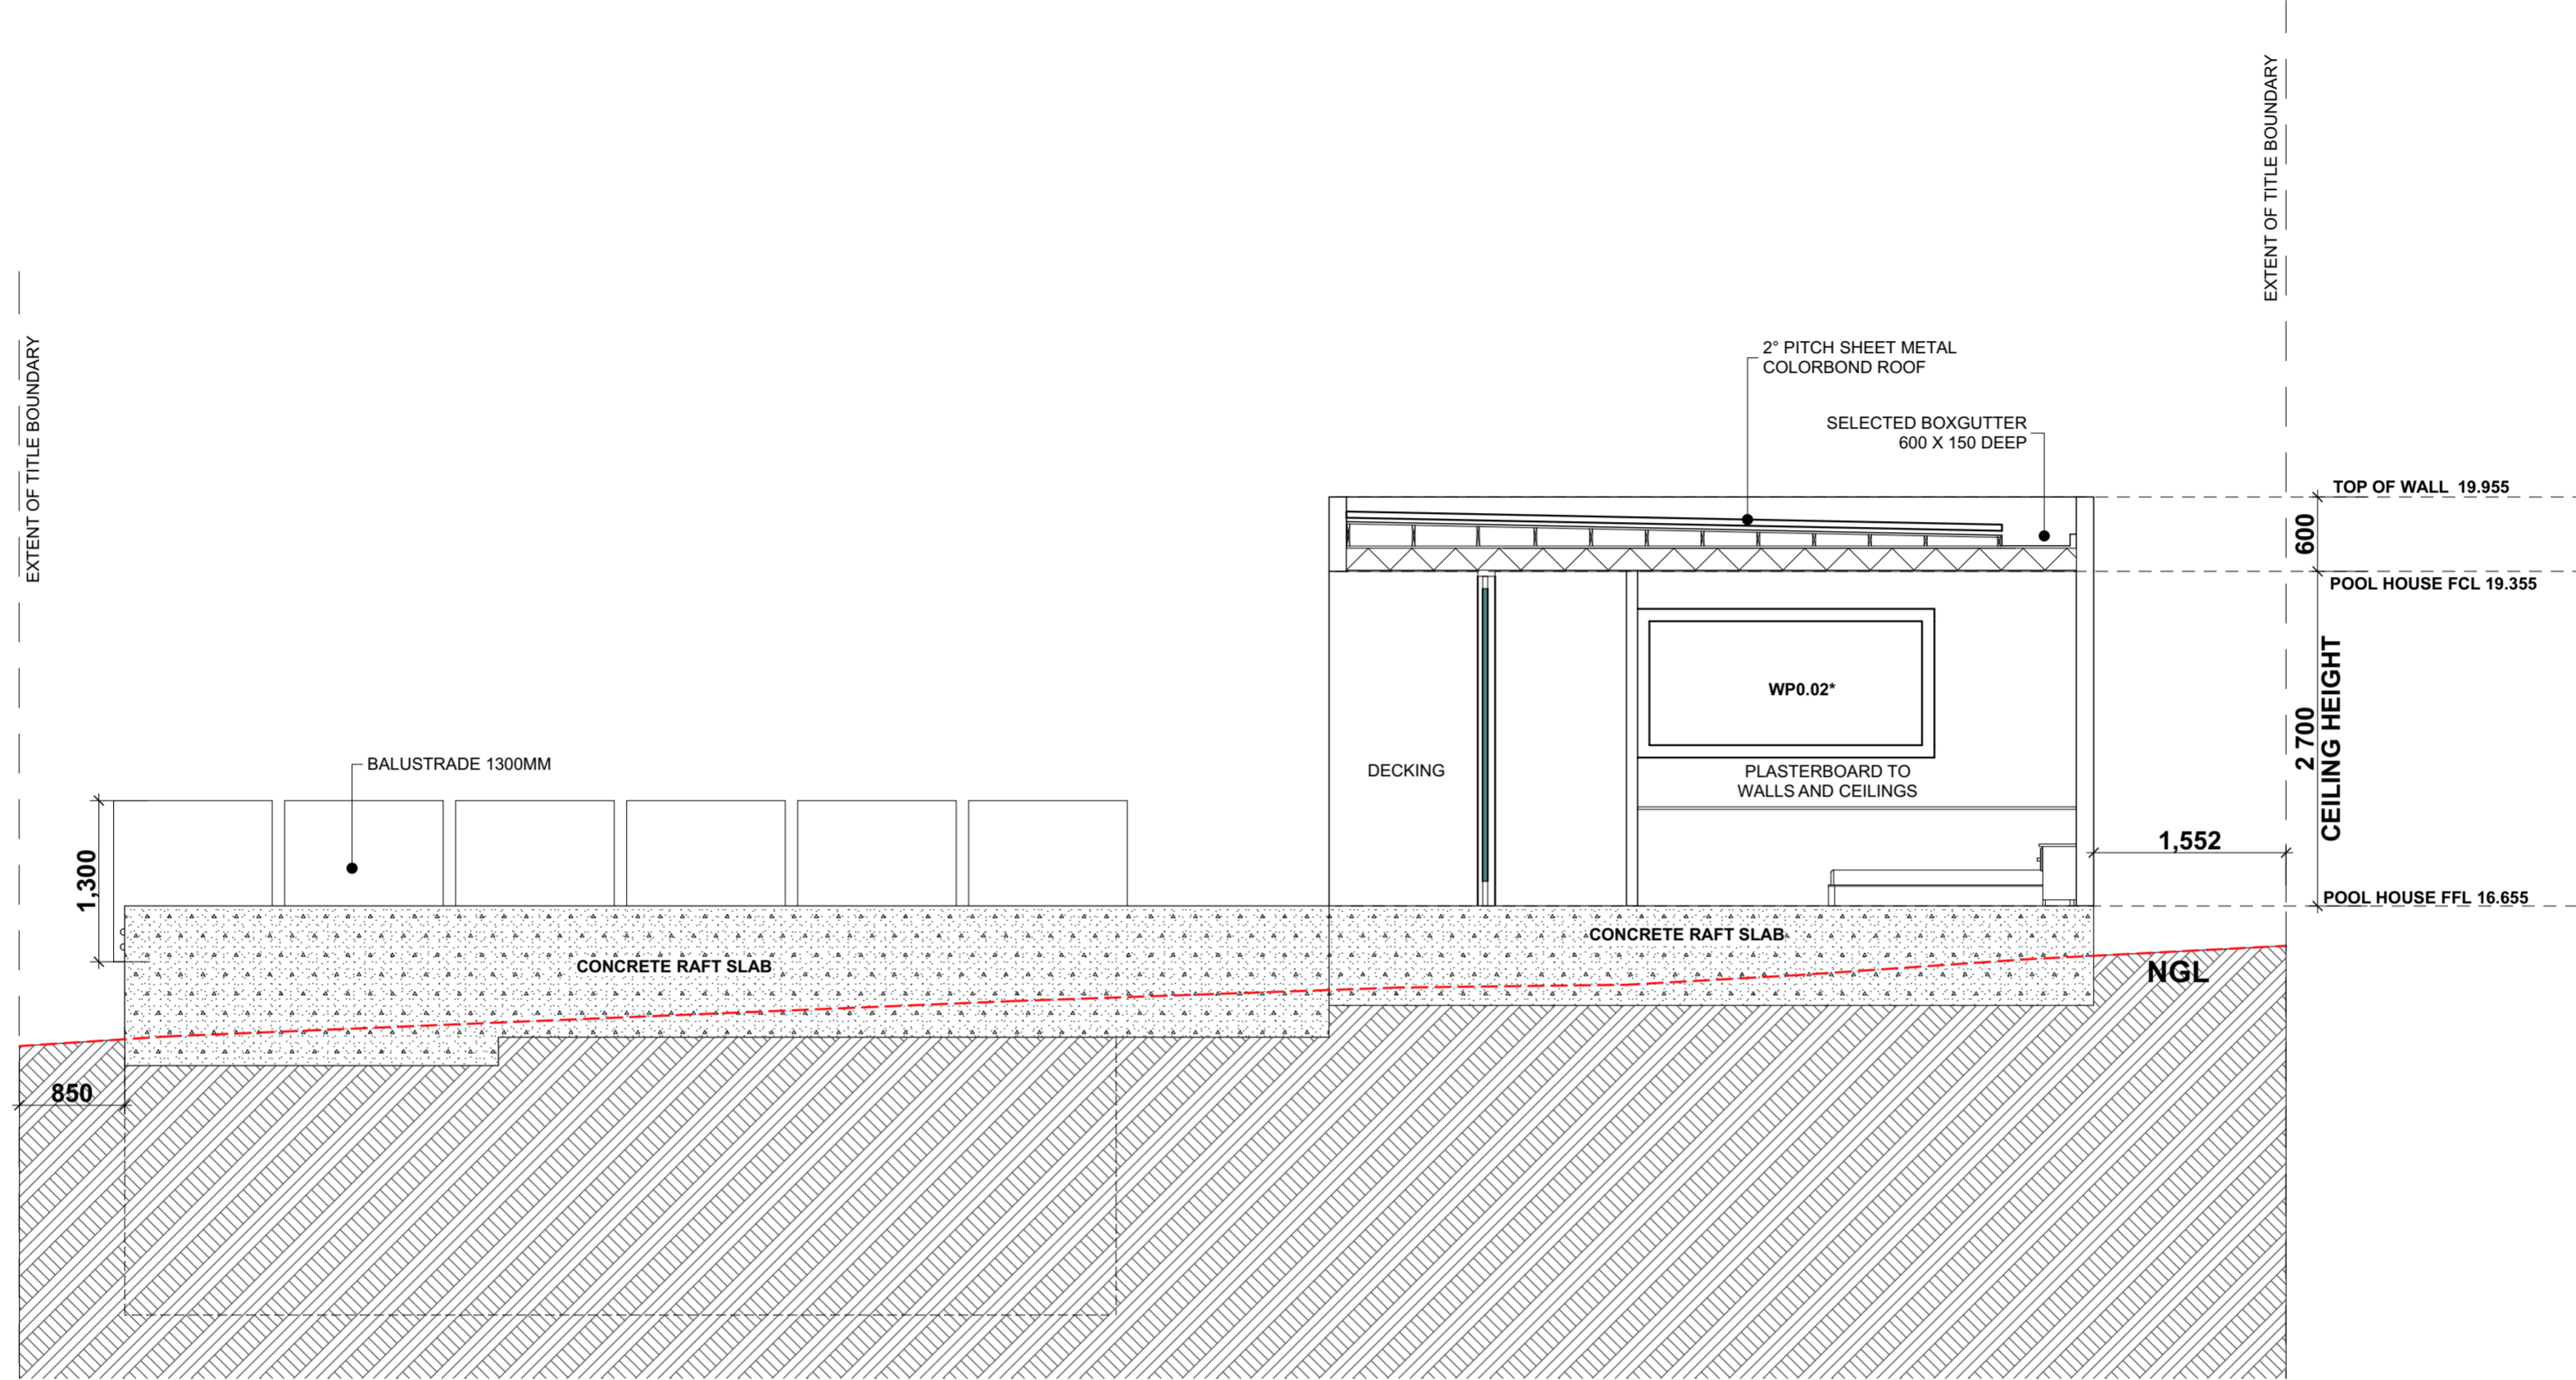 EXTENT OF TITLE BOUNDARY
EXTENT OF TITLE BOUNDARY
2° PITCH SHEET METAL
COLORBOND ROOF
SELECTED BOXGUTTER
600 X 150 DEEP
TOP OF WALL 19.955
600
POOL HOUSE FCL 19.355
2 700
CEILING HEIGHT
WP0.02*
BALUSTRADE 1300MM
DECKING
PLASTERBOARD TO
WALLS AND CEILINGS
1,300
1,552
POOL HOUSE FFL 16.655
CONCRETE RAFT SLAB
CONCRETE RAFT SLAB
NGL
850